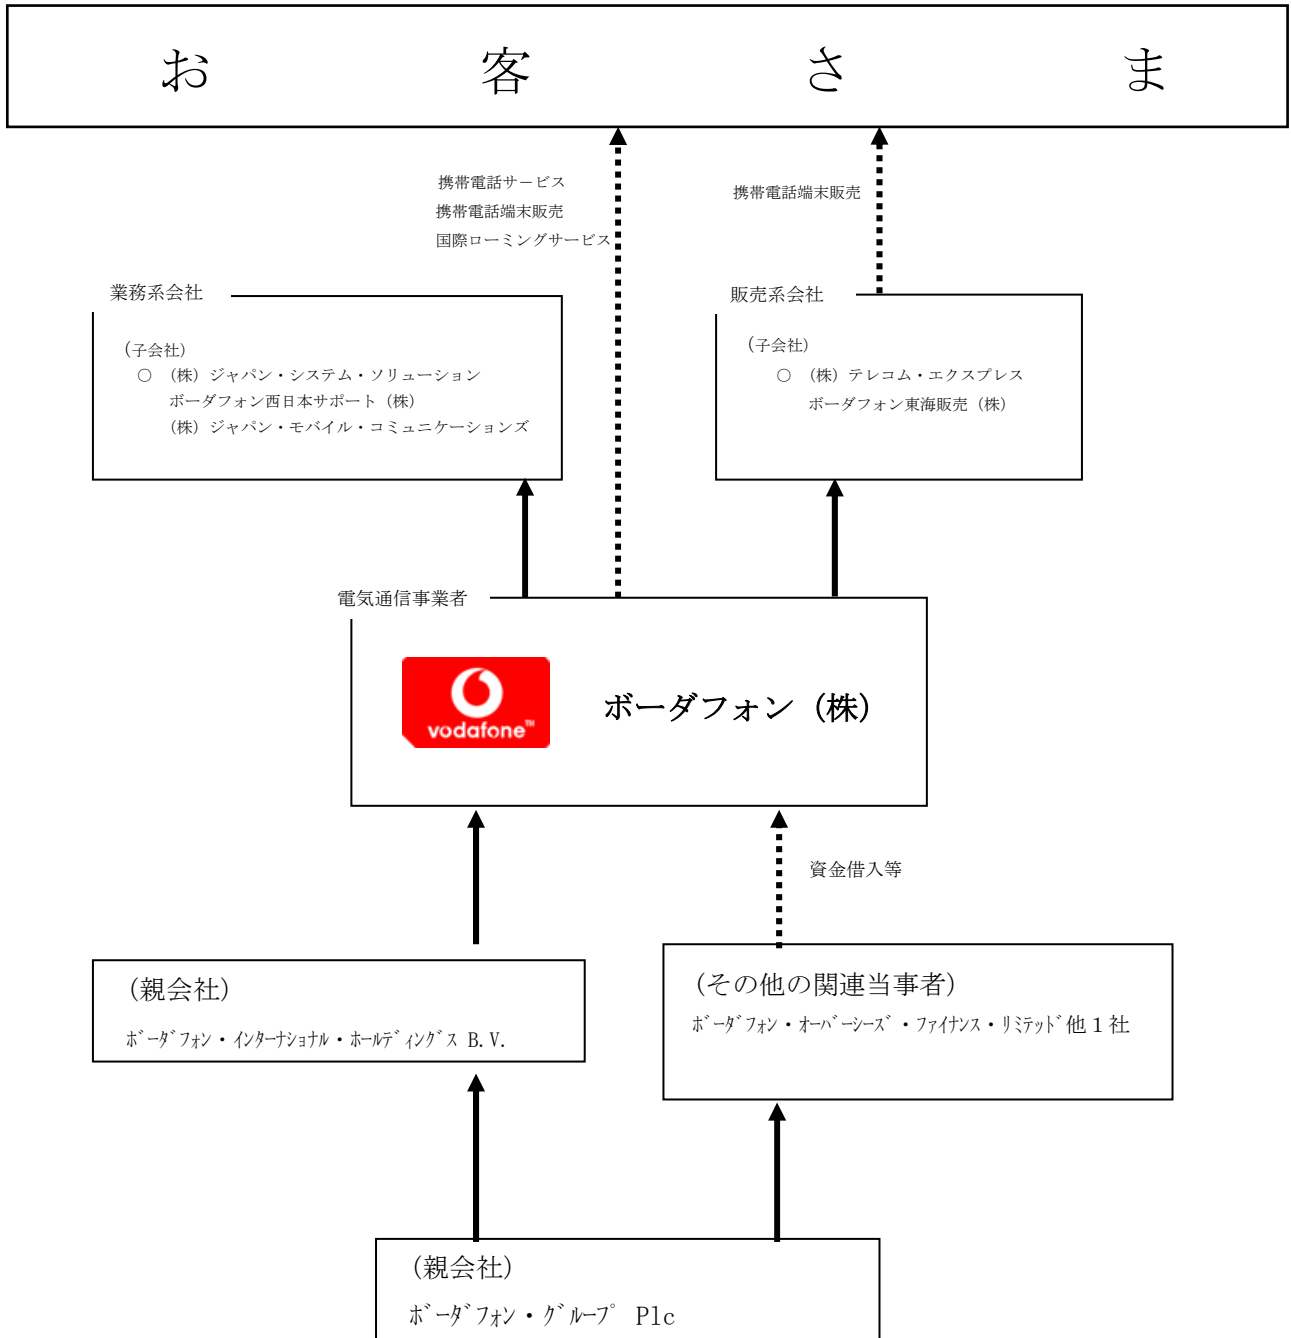 お客さま
携帯電話サービス
携帯電話端末販売
国際ローミングサービス
携帯電話端末販売
業務系会社
（子会社）
○ （株）ジャパン・システム・ソリューション
ボーダフォン西日本サポート（株）
（株）ジャパン・モバイル・コミュニケーションズ
販売系会社
（子会社）
○ （株）テレコム・エクスプレス
ボーダフォン東海販売（株）
電気通信事業者
vodafone™
ボーダフォン（株）
資金借入等
（親会社）
ﾎﾞｰﾀﾞﾌｫﾝ・ｲﾝﾀｰﾅｼｮﾅﾙ・ﾎｰﾙﾃﾞｨﾝｸﾞｽ B.V.
（その他の関連当事者）
ﾎﾞｰﾀﾞﾌｫﾝ・ｵｰﾊﾞｰｼｰｽﾞ・ﾌｧｲﾅﾝｽ・ﾘﾐﾃｯﾄﾞ他１社
（親会社）
ﾎﾞｰﾀﾞﾌｫﾝ・ｸﾞﾙｰﾌﾟ Plc